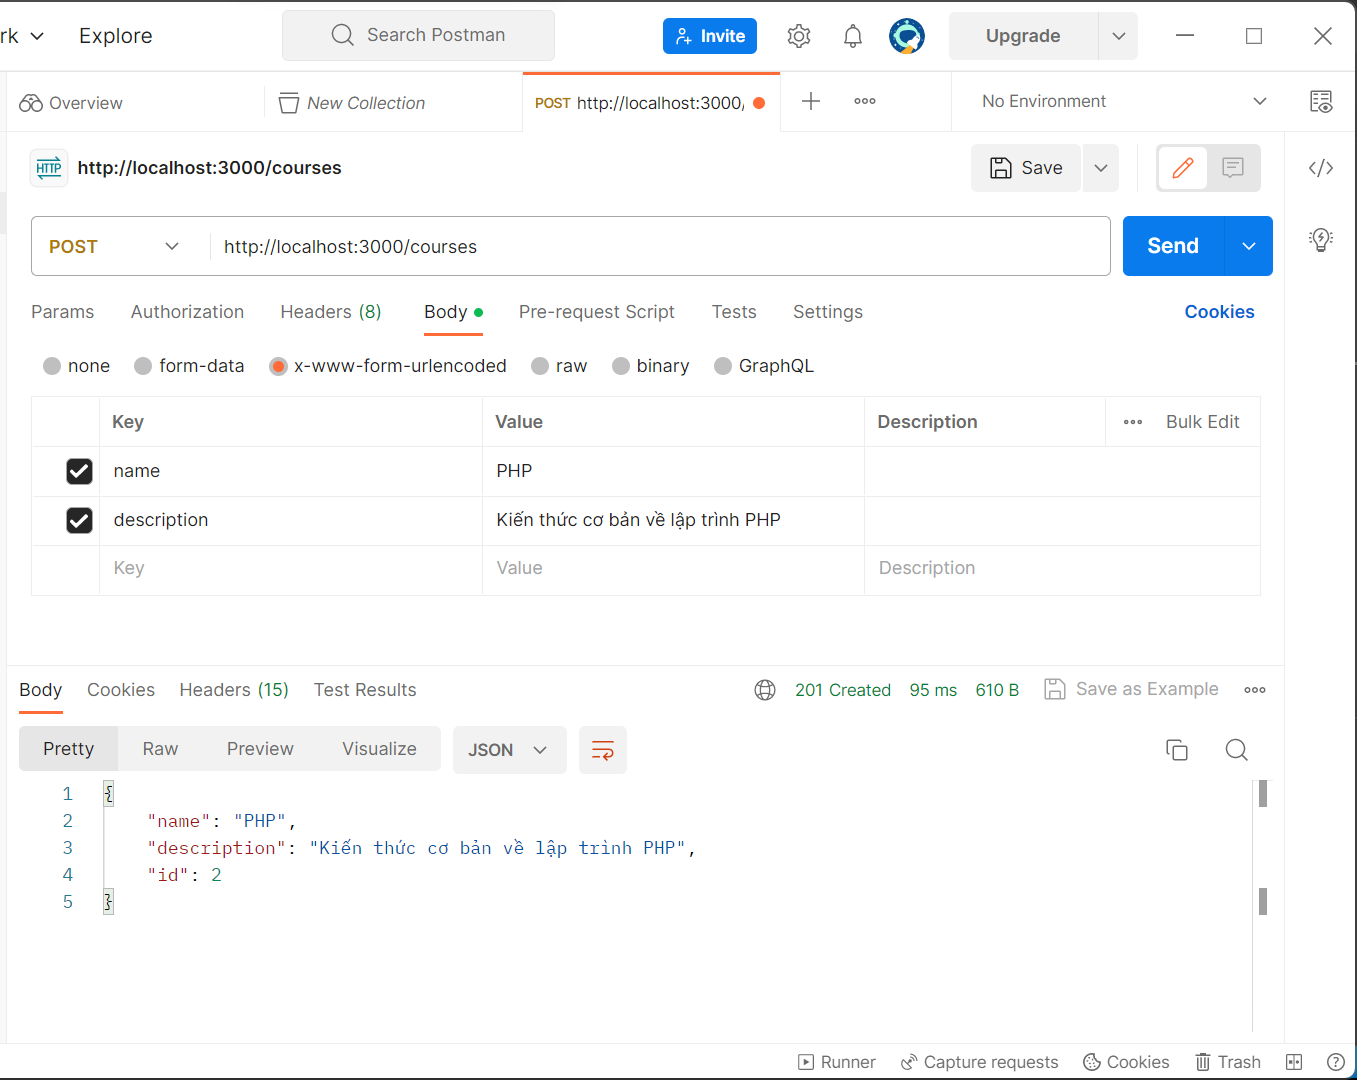 rk Explore Search Postman Invite Upgrade
Overview New Collection POST http://localhost:3000/ No Environment
HTTP http://localhost:3000/courses Save
POST http://localhost:3000/courses Send
Params Authorization Headers (8) Body Pre-request Script Tests Settings Cookies
none form-data x-www-form-urlencoded raw binary GraphQL
Key Value Description Bulk Edit
name PHP
description Kiến thức cơ bản về lập trình PHP
Key Value Description
Body Cookies Headers (15) Test Results 201 Created 95 ms 610 B Save as Example
Pretty Raw Preview Visualize JSON
1 {
2 "name": "PHP",
3 "description": "Kiến thức cơ bản về lập trình PHP",
4 "id": 2
5 }
Runner Capture requests Cookies Trash